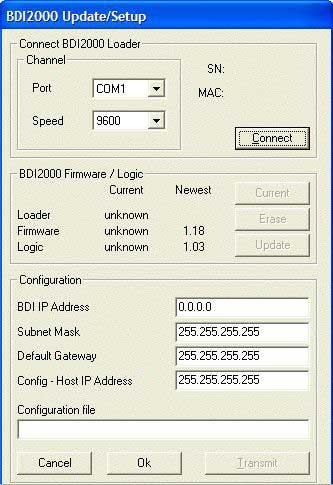 BDI2000 Update/Setup
Connect BDI2000 Loader
Channel
SN:
Port COM1
MAC:
Speed 9600
Connect
BDI2000 Firmware / Logic
Current Newest Current
Loader unknown Erase
Firmware unknown 1.18
Logic unknown 1.03 Update
Configuration
BDI IP Address 0.0.0.0
Subnet Mask 255.255.255.255
Default Gateway 255.255.255.255
Config - Host IP Address 255.255.255.255
Configuration file
Cancel Ok Transmit